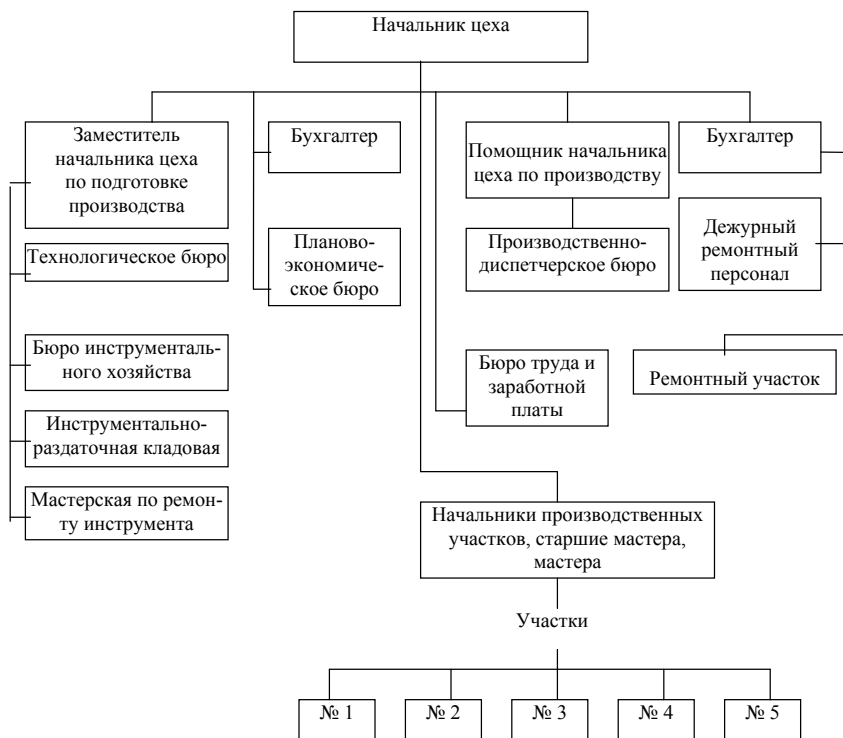 Начальник цеха
Заместитель
начальника цеха
по подготовке
производства
Бухгалтер
Помощник начальника
цеха по производству
Бухгалтер
Технологическое бюро
Планово-
экономиче-
ское бюро
Производственно-
диспетчерское бюро
Дежурный
ремонтный
персонал
Бюро инструменталь-
ного хозяйства
Бюро труда и
заработной
платы
Ремонтный участок
Инструментально-
раздаточная кладовая
Мастерская по ремон-
ту инструмента
Начальники производственных
участков, старшие мастера,
мастера
Участки
№ 1
№ 2
№ 3
№ 4
№ 5